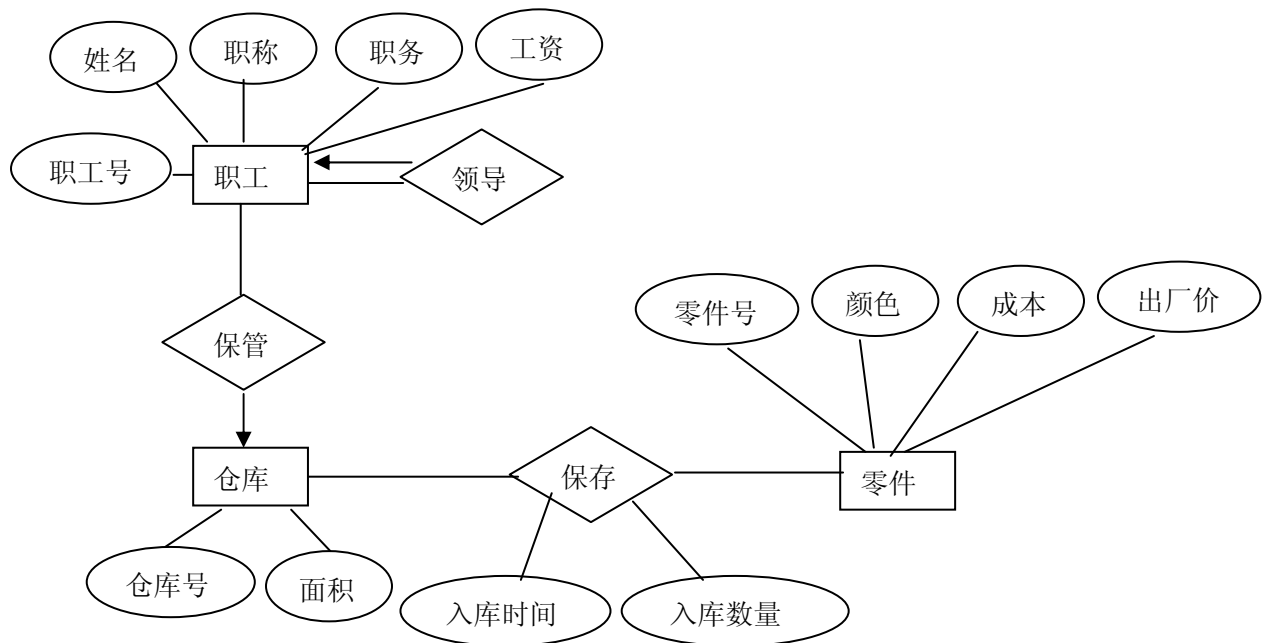 姓名
职称
职务
工资
职工号
职工
领导
保管
零件号
颜色
成本
出厂价
仓库
保存
零件
仓库号
面积
入库时间
入库数量